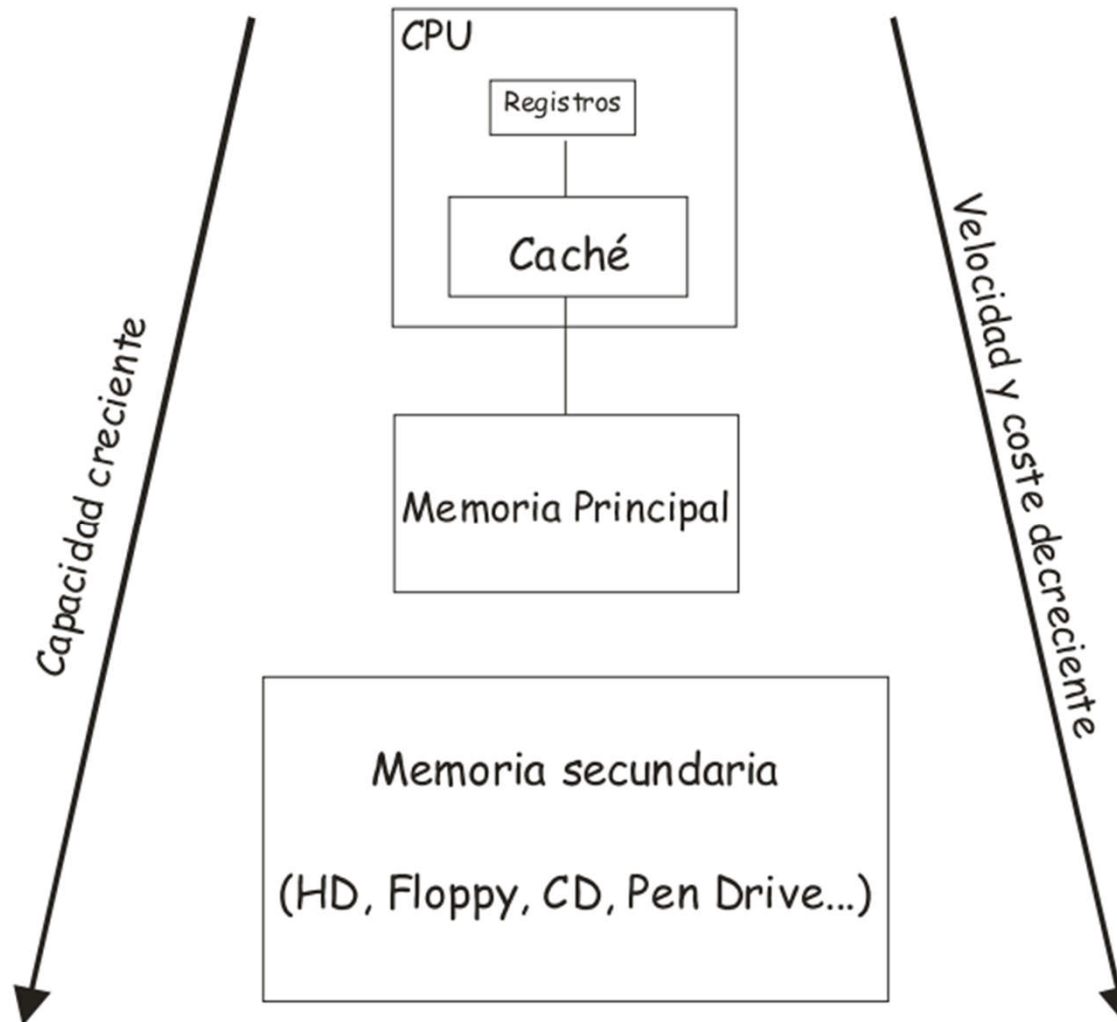 CPU
Registros
Caché
Capacidad creciente
Velocidad y coste decreciente
Memoria Principal
Memoria secundaria
(HD, Floppy, CD, Pen Drive...)